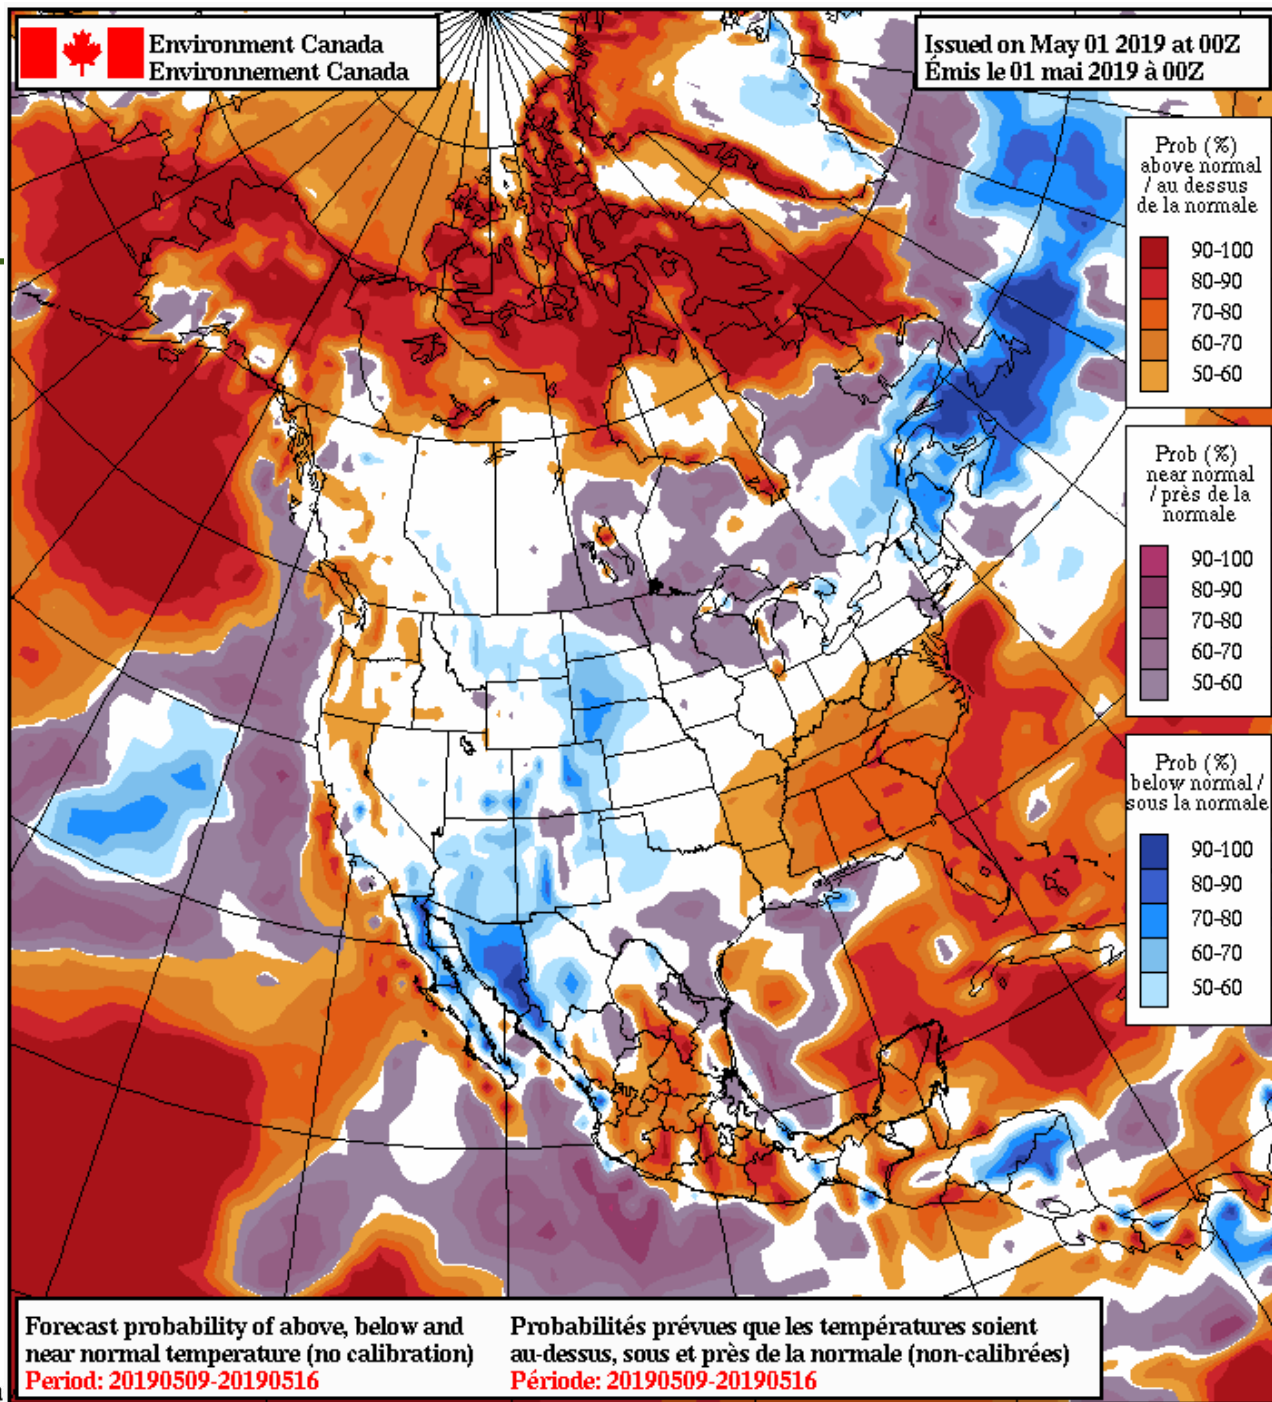 Environment Canada
Environnement Canada
Issued on May 01 2019 at 00Z
Émis le 01 mai 2019 à 00Z
Prob (%)
above normal
/ au dessus
de la normale
90-100
80-90
70-80
60-70
50-60
Prob (%)
near normal
/ près de la
normale
90-100
80-90
70-80
60-70
50-60
Prob (%)
below normal /
sous la normale
90-100
80-90
70-80
60-70
50-60
Forecast probability of above, below and
near normal temperature (no calibration)
Period: 20190509-20190516
Probabilités prévues que les températures soient
au-dessus, sous et près de la normale (non-calibrées)
Période: 20190509-20190516